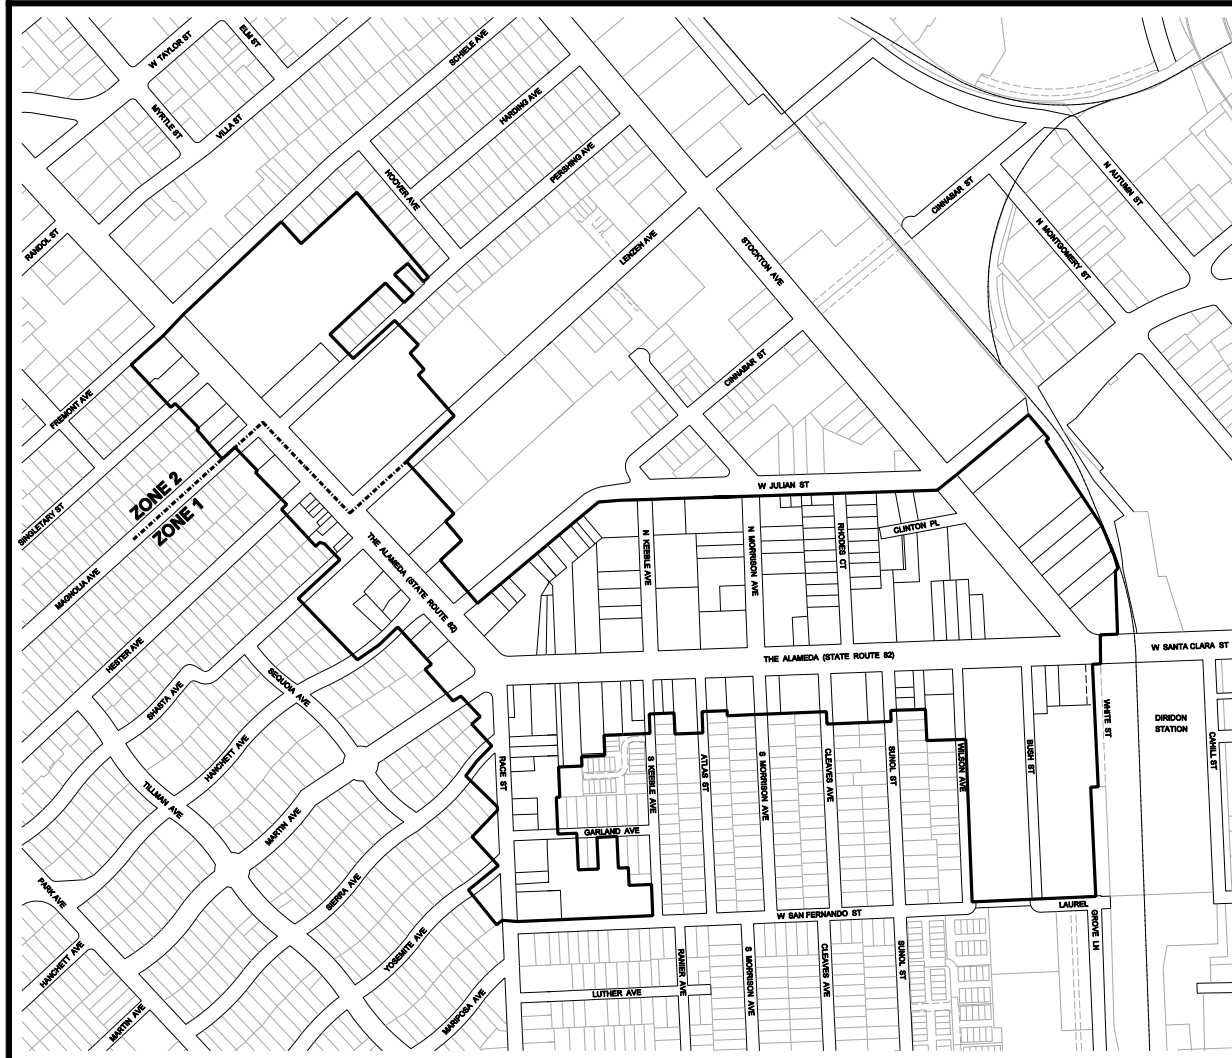 W TAYLOR ST
ELM ST
SCHIELE AVE
MYRTLE ST
VILLA ST
HARDING AVE
PERSHING AVE
HOOVER AVE
RANDOL ST
LENZEN AVE
STOCKTON AVE
CINNABAR ST
N AUTUMN ST
N MONTGOMERY ST
CINNABAR ST
FREMONT AVE
SINGLETARY ST
ZONE 2
ZONE 1
MAGNOLIA AVE
HESTER AVE
THE ALAMEDA (STATE ROUTE 82)
W JULIAN ST
N KEEBLE AVE
N MORRISON AVE
RHODES CT
CLINTON PL
THE ALAMEDA (STATE ROUTE 82)
W SANTA CLARA ST
SHASTA AVE
SEQUOIA AVE
HANCHETT AVE
TILLMAN AVE
MARTIN AVE
SIERRA AVE
YOSEMITE AVE
MARIPOSA AVE
PARK AVE
HANCHETT AVE
MARTIN AVE
RACE ST
S KEEBLE AVE
ATLAS ST
S MORRISON AVE
CLEAVES AVE
SUNOL ST
WILSON AVE
BUSH ST
WHITE ST
DIRIDON
STATION
CAHILL ST
GARLAND AVE
W SAN FERNANDO ST
LAUREL
GROVE LN
RANIER AVE
S MORRISON AVE
CLEAVES AVE
SUNOL ST
LUTHER AVE